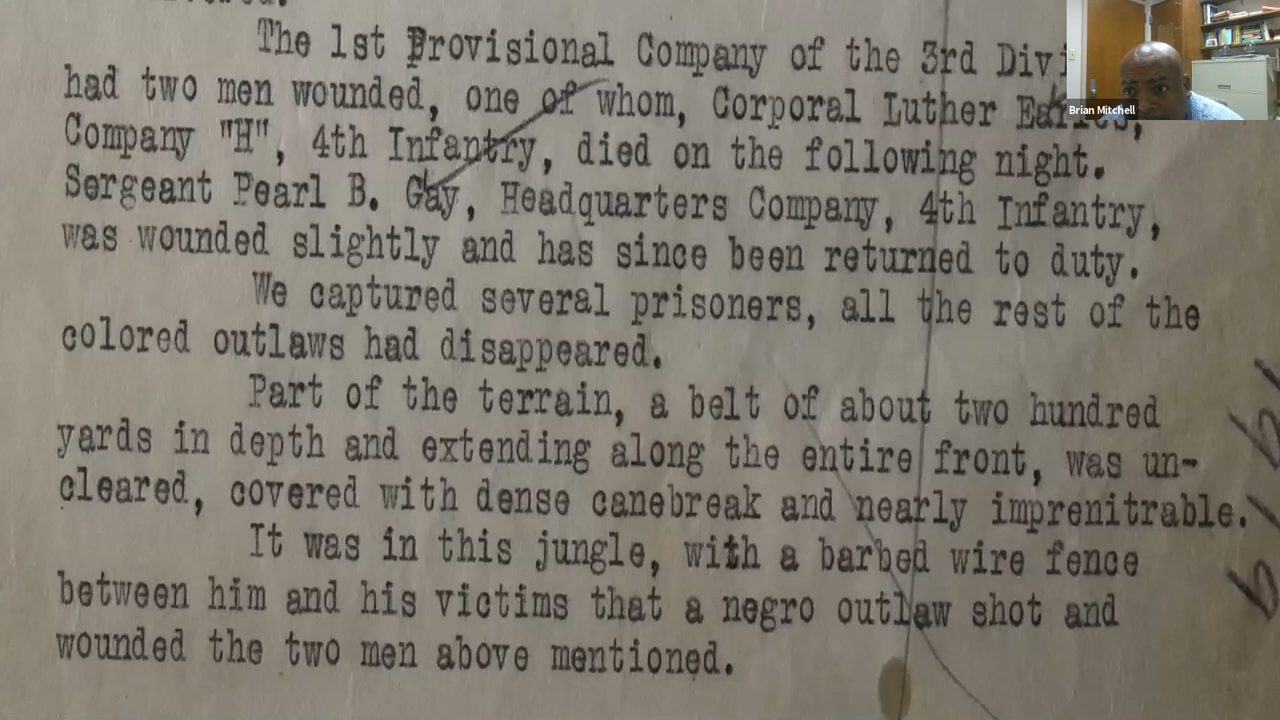 The 1st Provisional Company of the 3rd Divi
had two men wounded, one of whom, Corporal Luther
Company "H", 4th Infantry, died on the following night.
Sergeant Pearl B. Gay, Headquarters Company, 4th Infantry,
was wounded slightly and has since been returned to duty.
We captured several prisoners, all the rest of the
colored outlaws had disappeared.
Part of the terrain, a belt of about two hundred
yards in depth and extending along the entire front, was un-
cleared, covered with dense canebreak and nearly imprenitrable.
It was in this jungle, with a barbed wire fence
between him and his victims that a negro outlaw shot and
wounded the two men above mentioned.
Brian Mitchell